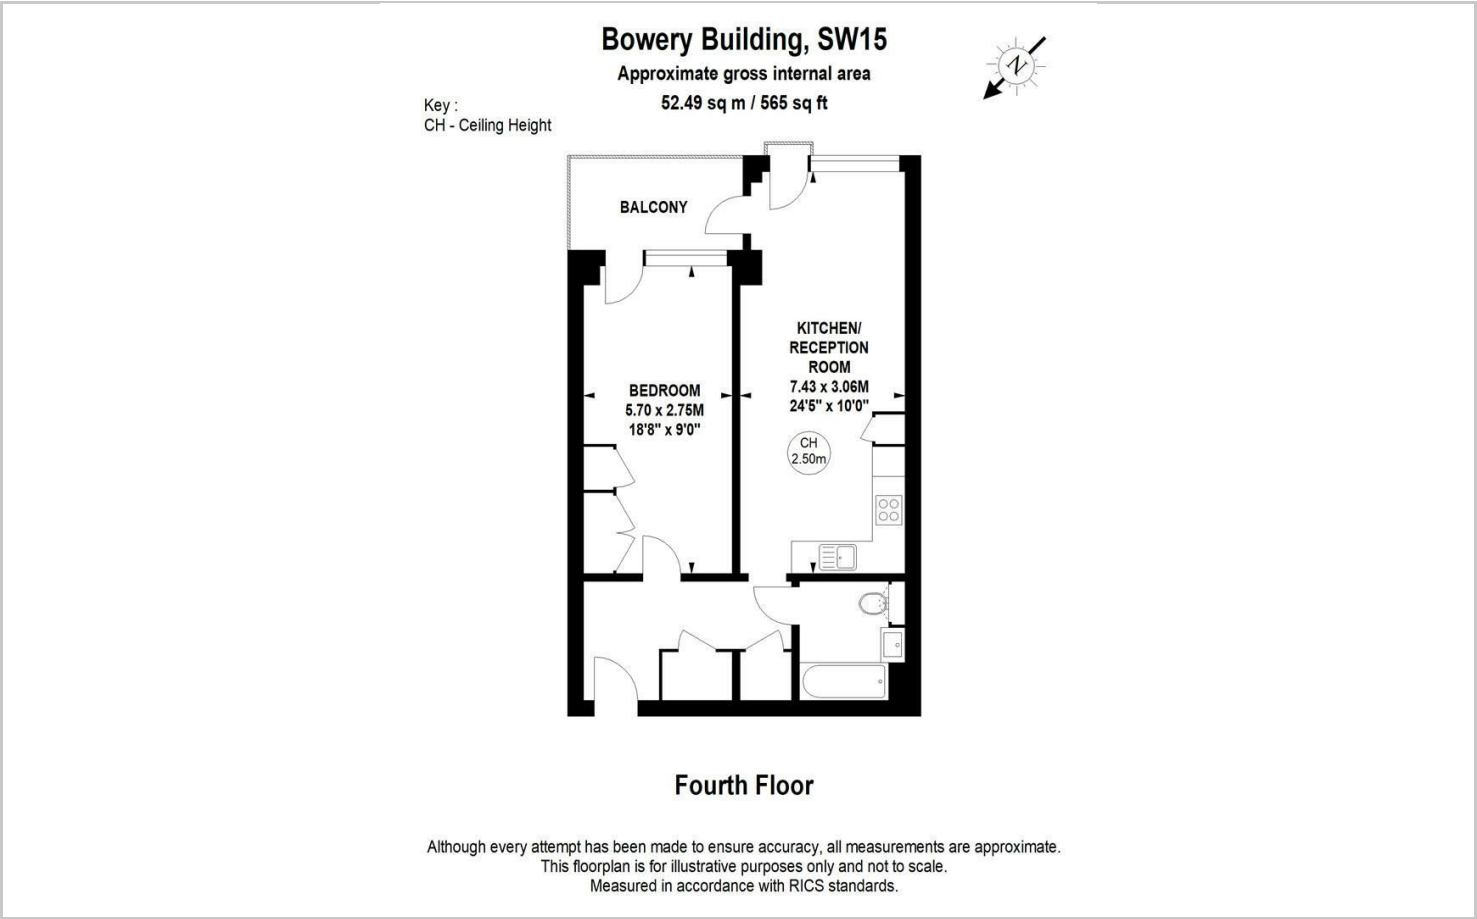 Bowery Building, SW15
Approximate gross internal area
52.49 sq m / 565 sq ft
N
Key :
CH - Ceiling Height
BALCONY
KITCHEN/
RECEPTION
ROOM
7.43 x 3.06M
24'5" x 10'0"
BEDROOM
5.70 x 2.75M
18'8" x 9'0"
CH
2.50m
Fourth Floor
Although every attempt has been made to ensure accuracy, all measurements are approximate.
This floorplan is for illustrative purposes only and not to scale.
Measured in accordance with RICS standards.